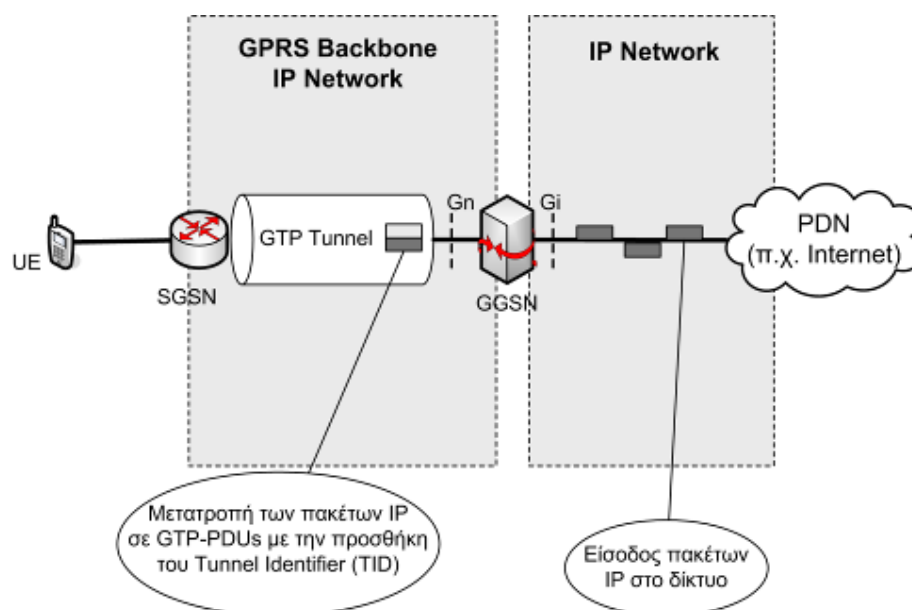 GPRS Backbone
IP Network
IP Network
Gn
Gi
PDN
(π.χ. Internet)
GTP Tunnel
UE
SGSN
GGSN
Μετατροπή των πακέτων IP
σε GTP-PDUs με την προσθήκη
του Tunnel Identifier (TID)
Είσοδος πακέτων
IP στο δίκτυο